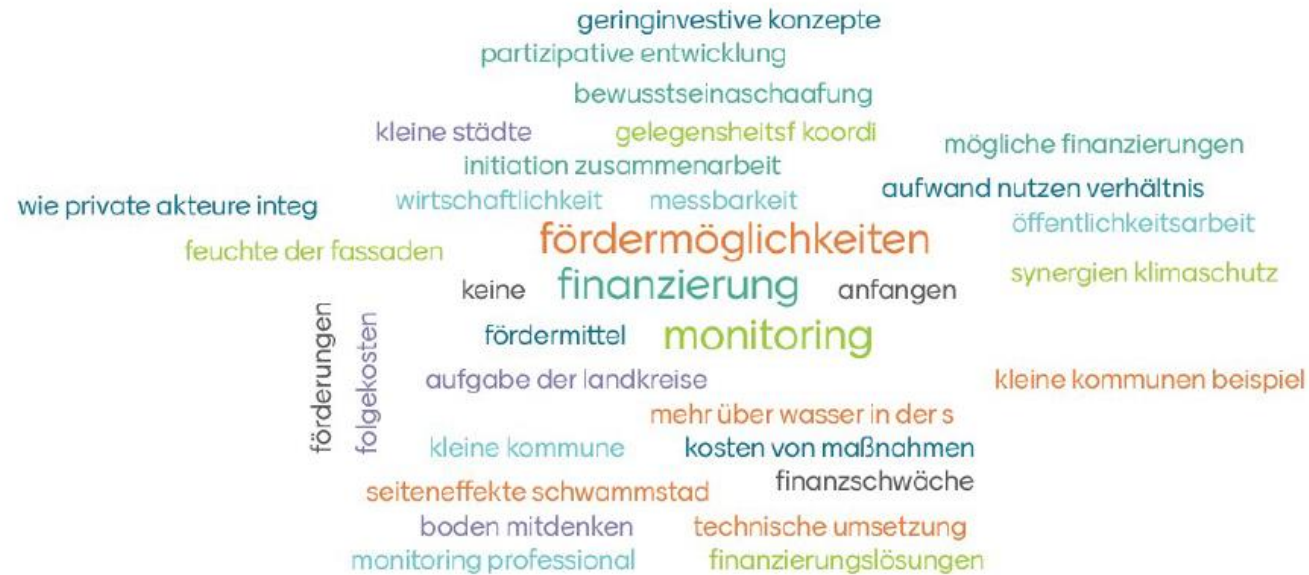 geringinvestive konzepte
partizipative entwicklung
bewusstseinaschaafung
kleine städte
gelegensheitsf koordi
mögliche finanzierungen
initiation zusammenarbeit
wie private akteure integ
wirtschaftlichkeit
messbarkeit
aufwand nutzen verhältnis
öffentlichkeitsarbeit
feuchte der fassaden
fördermöglichkeiten
synergien klimaschutz
keine
finanzierung
anfangen
förderungen
folgekosten
fördermittel
monitoring
aufgabe der landkreise
kleine kommunen beispiel
mehr über wasser in der s
kleine kommune
kosten von maßnahmen
seiteneffekte schwammstad
finanzschwäche
boden mitdenken
technische umsetzung
monitoring professional
finanzierungslösungen